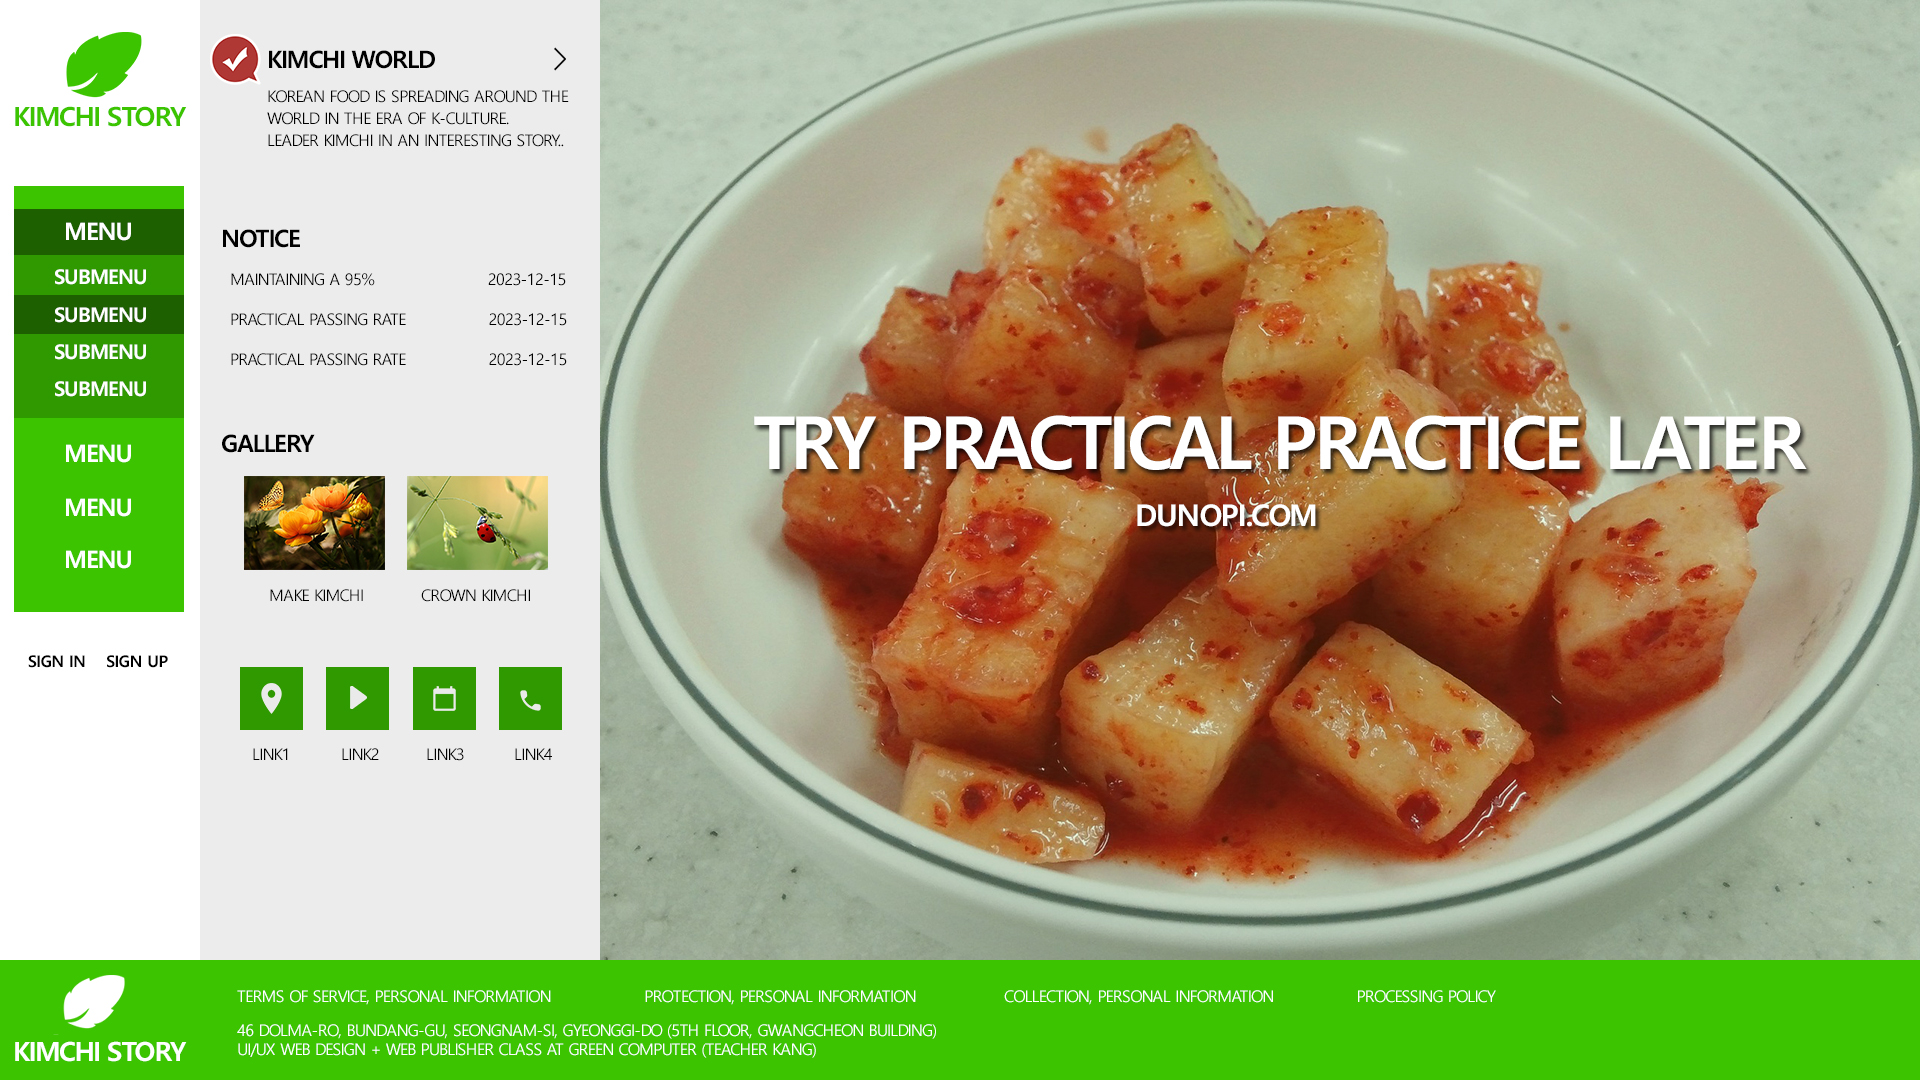 KIMCHI STORY
MENU
SUBMENU
SUBMENU
SUBMENU
SUBMENU
MENU
MENU
MENU
SIGN IN SIGN UP
KIMCHI WORLD
KOREAN FOOD IS SPREADING AROUND THE
WORLD IN THE ERA OF K-CULTURE.
LEADER KIMCHI IN AN INTERESTING STORY..
NOTICE
MAINTAINING A 95% 2023-12-15
PRACTICAL PASSING RATE 2023-12-15
PRACTICAL PASSING RATE 2023-12-15
GALLERY
MAKE KIMCHI CROWN KIMCHI
LINK1 LINK2 LINK3 LINK4
TRY PRACTICAL PRACTICE LATER
DUNOPI.COM
KIMCHI STORY
TERMS OF SERVICE, PERSONAL INFORMATION PROTECTION, PERSONAL INFORMATION COLLECTION, PERSONAL INFORMATION PROCESSING POLICY
46 DOLMA-RO, BUNDANG-GU, SEONGNAM-SI, GYEONGGI-DO (5TH FLOOR, GWANGCHEON BUILDING)
UI/UX WEB DESIGN + WEB PUBLISHER CLASS AT GREEN COMPUTER (TEACHER KANG)